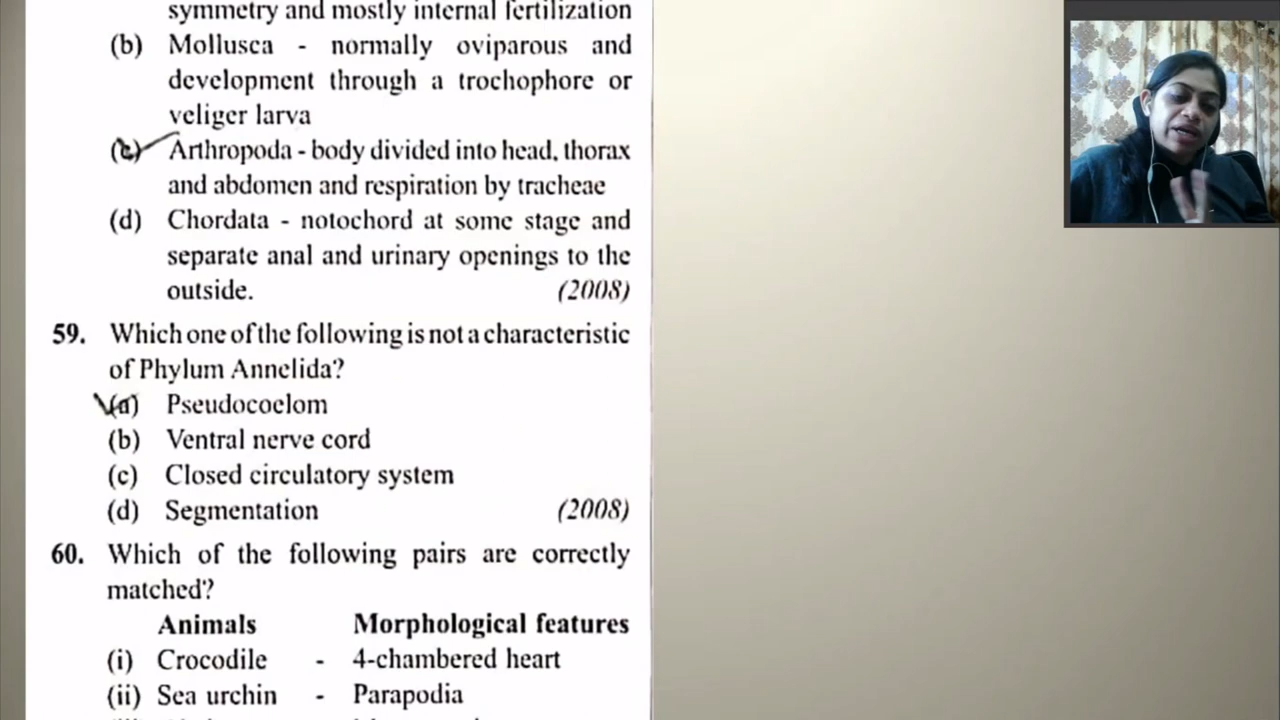 symmetry and mostly internal fertilization
(b) Mollusca - normally oviparous and
development through a trochophore or
veliger larva
(c) Arthropoda - body divided into head, thorax
and abdomen and respiration by tracheae
(d) Chordata - notochord at some stage and
separate anal and urinary openings to the
outside. (2008)
59. Which one of the following is not a characteristic
of Phylum Annelida?
(a) Pseudocoelom
(b) Ventral nerve cord
(c) Closed circulatory system
(d) Segmentation (2008)
60. Which of the following pairs are correctly
matched?
Animals Morphological features
(i) Crocodile - 4-chambered heart
(ii) Sea urchin - Parapodia